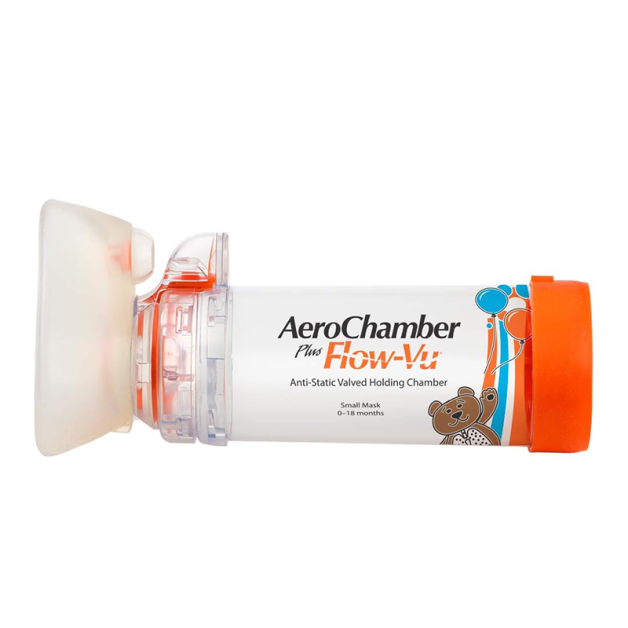 AeroChamber
Plus Flow-Vu
Anti-Static Valved Holding Chamber
Small Mask
0-18 months